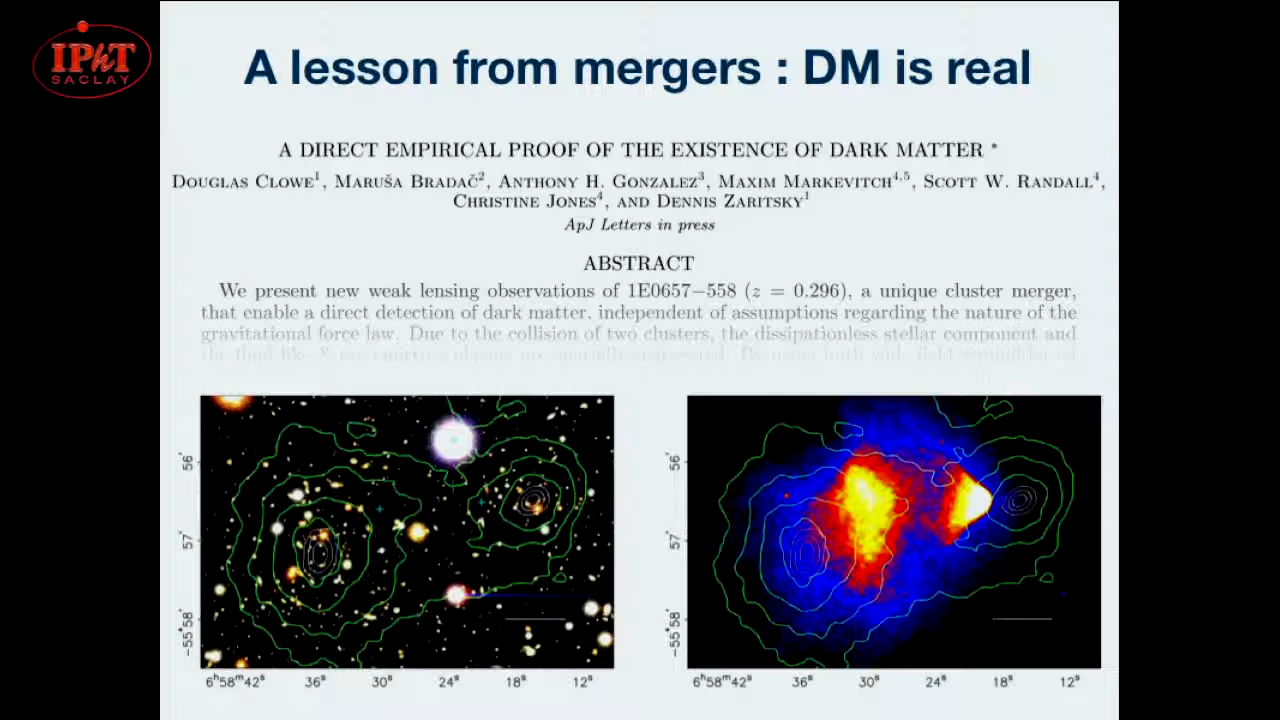 IPhT
SACLAY
A lesson from mergers : DM is real
A DIRECT EMPIRICAL PROOF OF THE EXISTENCE OF DARK MATTER *
Douglas Clowe1, Maruša Bradač2, Anthony H. Gonzalez3, Maxim Markevitch4,5, Scott W. Randall4,
Christine Jones4, and Dennis Zaritsky1
ApJ Letters in press
ABSTRACT
We present new weak lensing observations of 1E0657−558 (z = 0.296), a unique cluster merger,
that enable a direct detection of dark matter, independent of assumptions regarding the nature of the
gravitational force law. Due to the collision of two clusters, the dissipationless stellar component and
56'
57'
−55°58'
6h58m42s 36s 30s 24s 18s 12s
56'
57'
−55°58'
6h58m42s 36s 30s 24s 18s 12s